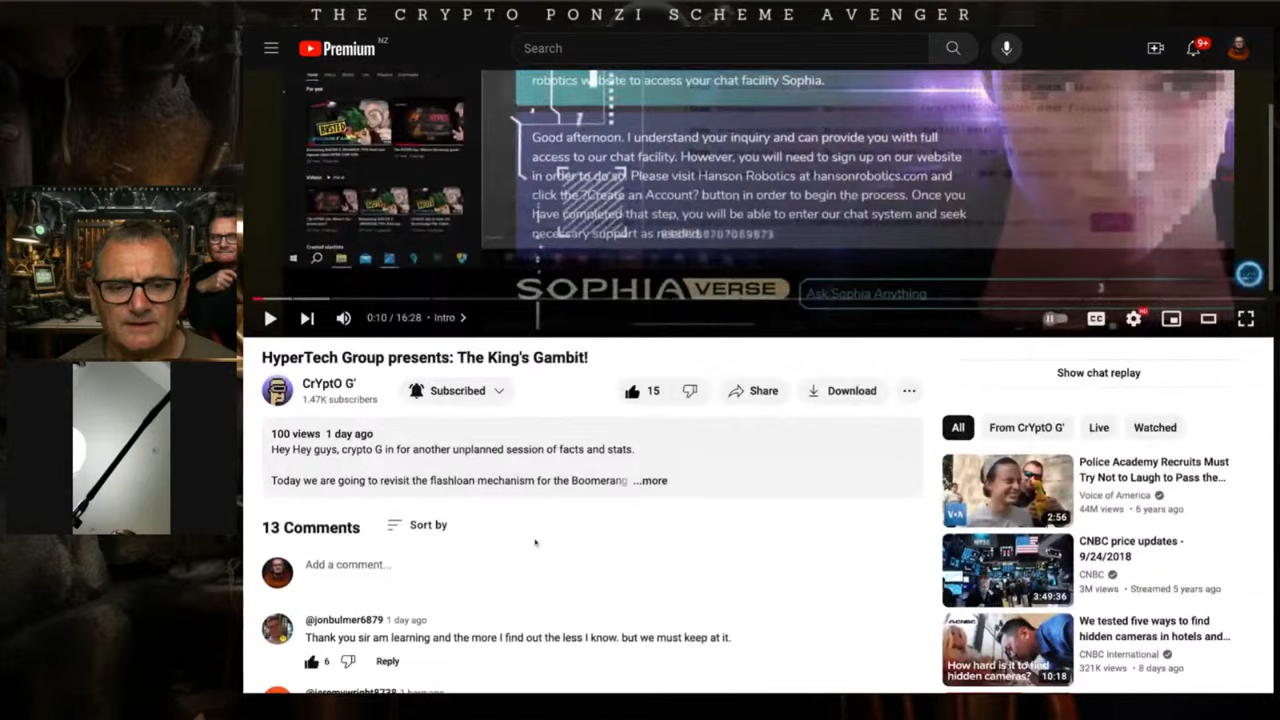 THE CRYPTO PONZI SCHEME AVENGER
Premium NZ
Search
9+
robotics website to access your chat facility Sophia.
Good afternoon. I understand your inquiry and can provide you with full
access to our chat facility. However, you will need to sign up on our website
in order to do so. Please visit Hanson Robotics at hansonrobotics.com and
click the ?Create an Account? button in order to begin the process. Once you
have completed that step, you will be able to enter our chat system and seek
necessary support as needed.
BUSTED
SOPHIAVERSE
Ask Sophia Anything
0:10 / 16:28 • Intro
CC
HD
HyperTech Group presents: The King's Gambit!
CrYptO G'
1.47K subscribers
Subscribed
15
Share
Download
100 views 1 day ago
Hey Hey guys, crypto G in for another unplanned session of facts and stats.
Today we are going to revisit the flashloan mechanism for the Boomerang ...more
13 Comments
Sort by
Add a comment...
@jonbulmer6879 1 day ago
Thank you sir am learning and the more I find out the less I know. but we must keep at it.
6
Reply
@jeremywright8738 1 hour ago
Show chat replay
All
From CrYptO G'
Live
Watched
Police Academy Recruits Must
Try Not to Laugh to Pass the...
Voice of America
44M views • 6 years ago
VOA
2:56
CNBC price updates -
9/24/2018
CNBC
3M views • Streamed 5 years ago
3:49:36
We tested five ways to find
hidden cameras in hotels and...
CNBC International
321K views • 8 days ago
How hard is it to find
hidden cameras?
10:18